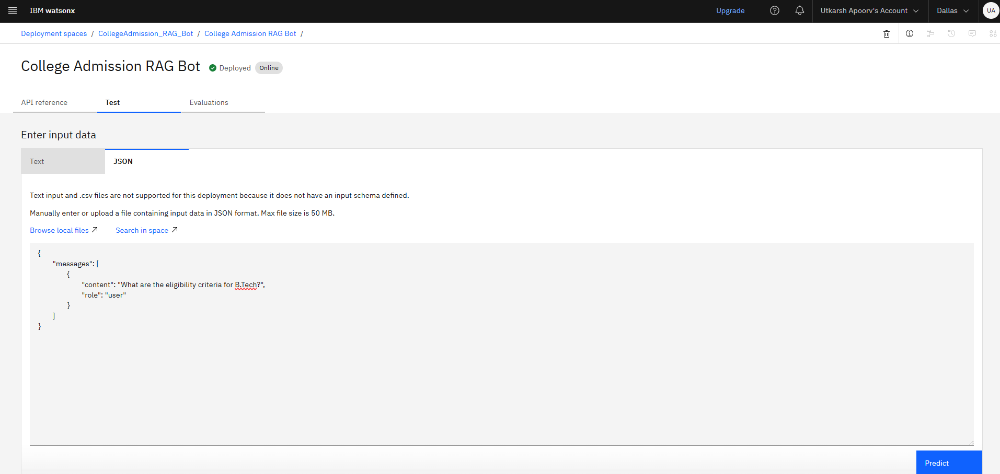 IBM watsonx
Upgrade
Utkarsh Apoorv's Account
Dallas
UA
Deployment spaces / CollegeAdmission_RAG_Bot / College Admission RAG Bot /
College Admission RAG Bot
Deployed
Online
API reference
Test
Evaluations
Enter input data
Text
JSON
Text input and .csv files are not supported for this deployment because it does not have an input schema defined.
Manually enter or upload a file containing input data in JSON format. Max file size is 50 MB.
Browse local files
Search in space
{
"messages": [
{
"content": "What are the eligibility criteria for B.Tech?",
"role": "user"
}
]
}
Predict